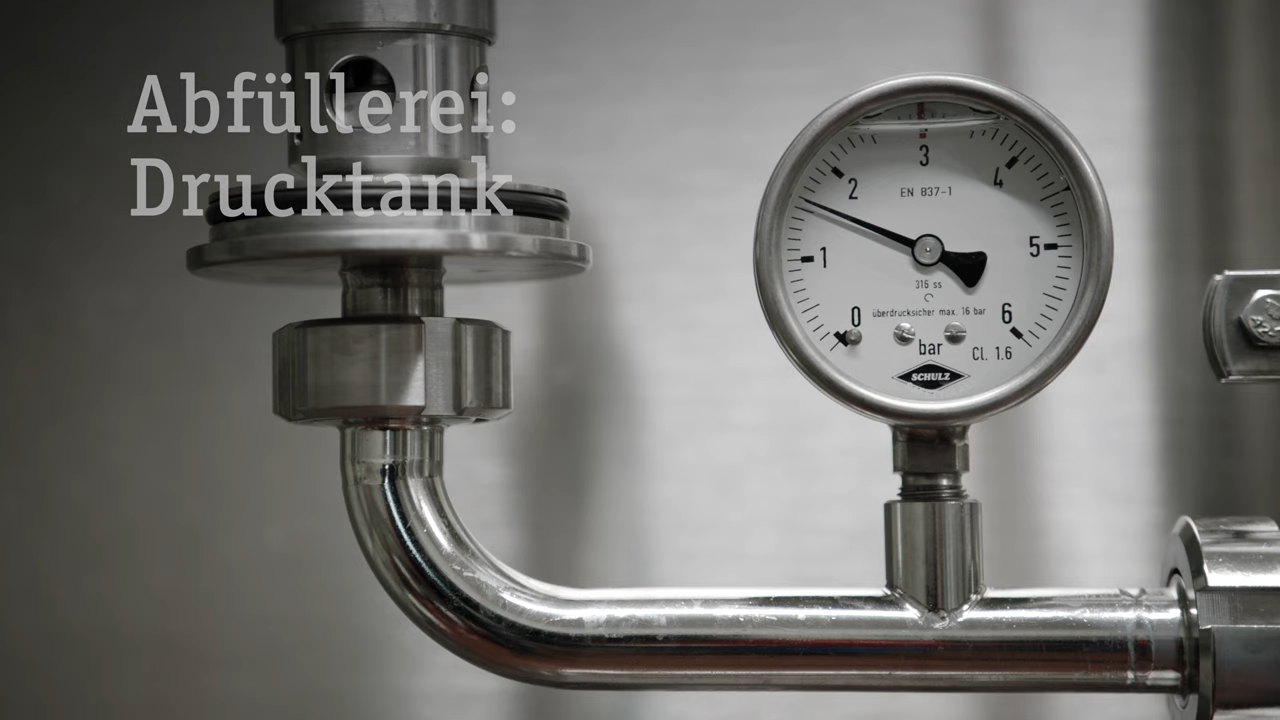 Abfüllerei:
Drucktank
3
2
4
EN 837-1
1
5
316 ss
überdrucksicher max. 16 bar
0
6
bar
Cl. 1.6
SCHULZ